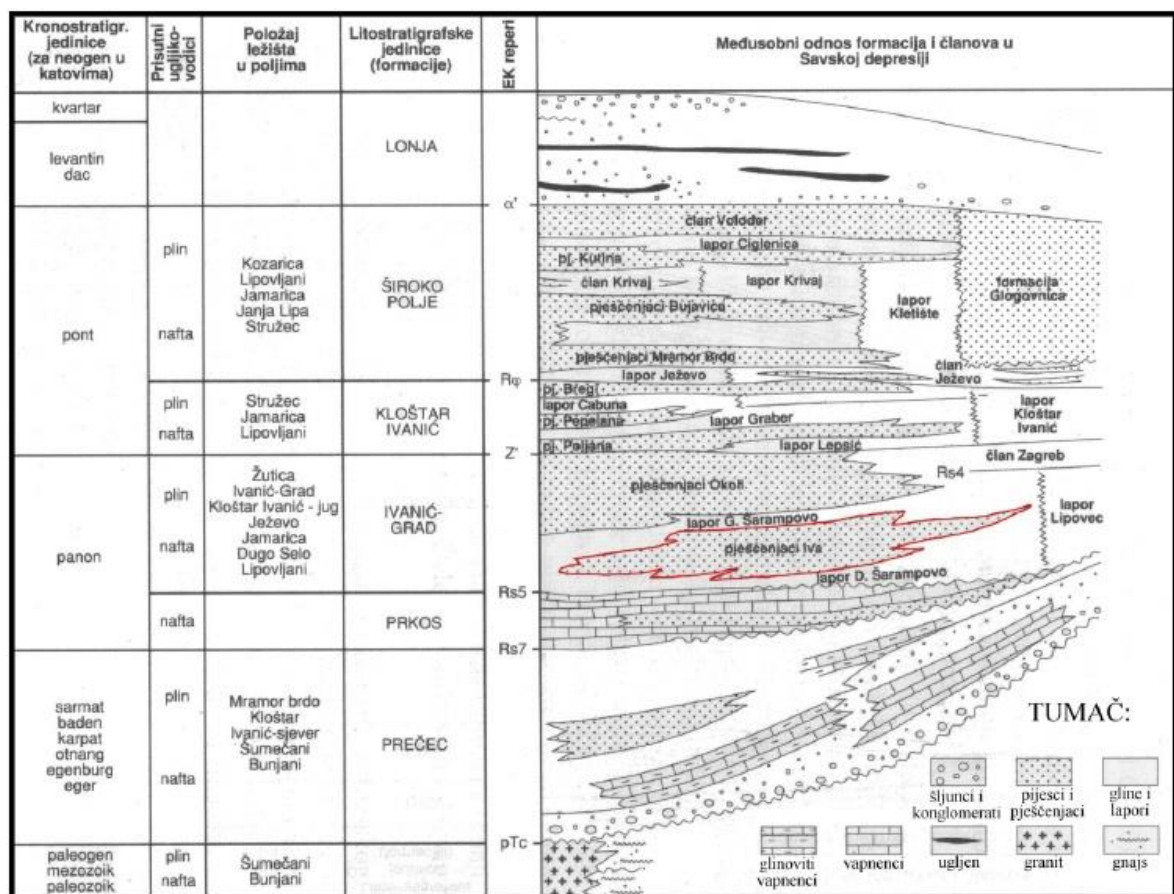 Kronostratigr.
jedinice
(za neogen u
katovima)
Prisutni
ugljiko-
vodici
Položaj
ležišta
u poljima
Litostratigrafske
jedinice
(formacije)
EK reperi
Međusobni odnos formacija i članova u
Savskoj depresiji
kvartar
levantin
dac
LONJA
α'
pont
plin
nafta
Kozarica
Lipovljani
Jamarica
Janja Lipa
Stružec
ŠIROKO
POLJE
član Voloder
lapor Ciglenica
pj. Kutina
član Krivaj
lapor Krivaj
pješčenjaci Bujavica
lapor
Kletište
formacija
Glogovnica
pješčenjaci Mramor Brdo
lapor Ježevo
član
Ježevo
Rφ
plin
nafta
Stružec
Jamarica
Lipovljani
KLOŠTAR
IVANIĆ
pj. Bregi
lapor Cabuna
pj. Pepelana
lapor Graber
pj. Poljana
lapor Lepsić
lapor
Kloštar
Ivanić
Z'
član Zagreb
panon
plin
nafta
Žutica
Ivanić-Grad
Kloštar Ivanić - jug
Ježevo
Jamarica
Dugo Selo
Lipovljani
IVANIĆ-
GRAD
pješčenjaci Okoli
Rs4
lapor G. Šarampovo
pješčenjaci Iva
lapor D. Šarampovo
lapor
Lipovec
Rs5
nafta
PRKOS
Rs7
sarmat
baden
karpat
otnang
egenburg
eger
plin
nafta
Mramor brdo
Kloštar
Ivanić-sjever
Šumečani
Bunjani
PREČEC
pTc
paleogen
mezozoik
paleozoik
plin
nafta
Šumečani
Bunjani
TUMAČ:
šljunci i
konglomerati
pijesci i
pješčenjaci
gline i
lapori
glinoviti
vapnenci
vapnenci
ugljen
granit
gnajs